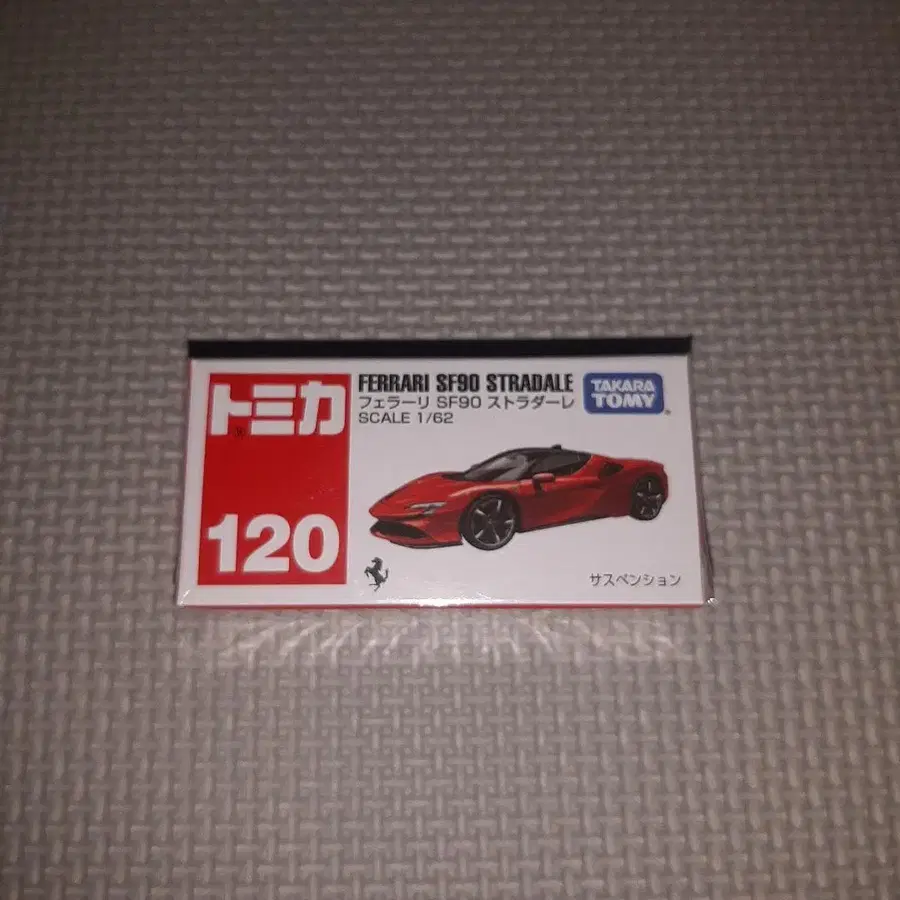 トミカ
®
120
FERRARI SF90 STRADALE
フェラーリ SF90 ストラダーレ
SCALE 1/62
TAKARA
TOMY
サスペンション